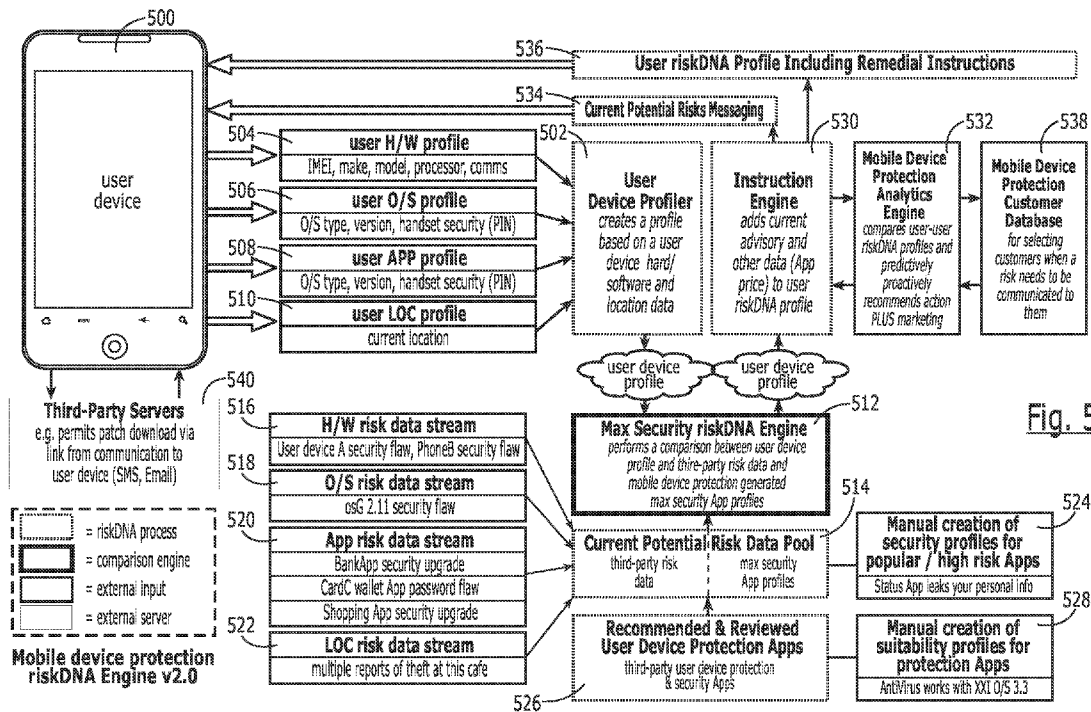 500
536
User riskDNA Profile Including Remedial Instructions
534
Current Potential Risks Messaging
user
device
504
user H/W profile
IMEI, make, model, processor, comms
506
user O/S profile
O/S type, version, handset security (PIN)
508
user APP profile
O/S type, version, handset security (PIN)
510
user LOC profile
current location
502
User
Device Profiler
creates a profile
based on a user
device hard/
software and
location data
530
Instruction
Engine
adds current
advisory and
other data (App
price) to user
riskDNA profile
532
Mobile Device
Protection
Analytics
Engine
compares user-user
riskDNA profiles and
predictively
proactively
recommends action
PLUS marketing
538
Mobile Device
Protection
Customer
Database
for selecting
customers when a
risk needs to be
communicated to
them
user device
profile
user device
profile
540
Third-Party Servers
e.g. permits patch download via
link from communication to
user device (SMS, Email)
512
Max Security riskDNA Engine
performs a comparison between user device
profile and third-party risk data and
mobile device protection generated
max security App profiles
Fig. 5
516
H/W risk data stream
User device A security flaw, PhoneB security flaw
518
O/S risk data stream
osG 2.11 security flaw
520
App risk data stream
BankApp security upgrade
CardC wallet App password flaw
Shopping App security upgrade
522
LOC risk data stream
multiple reports of theft at this cafe
514
Current Potential Risk Data Pool
third-party risk
data
max security
App profiles
524
Manual creation of
security profiles for
popular / high risk Apps
Status App leaks your personal info
526
Recommended & Reviewed
User Device Protection Apps
third-party user device protection
& security Apps
528
Manual creation of
suitability profiles for
protection Apps
AntiVirus works with XXI O/S 3.3
= riskDNA process
= comparison engine
= external input
= external server
Mobile device protection
riskDNA Engine v2.0